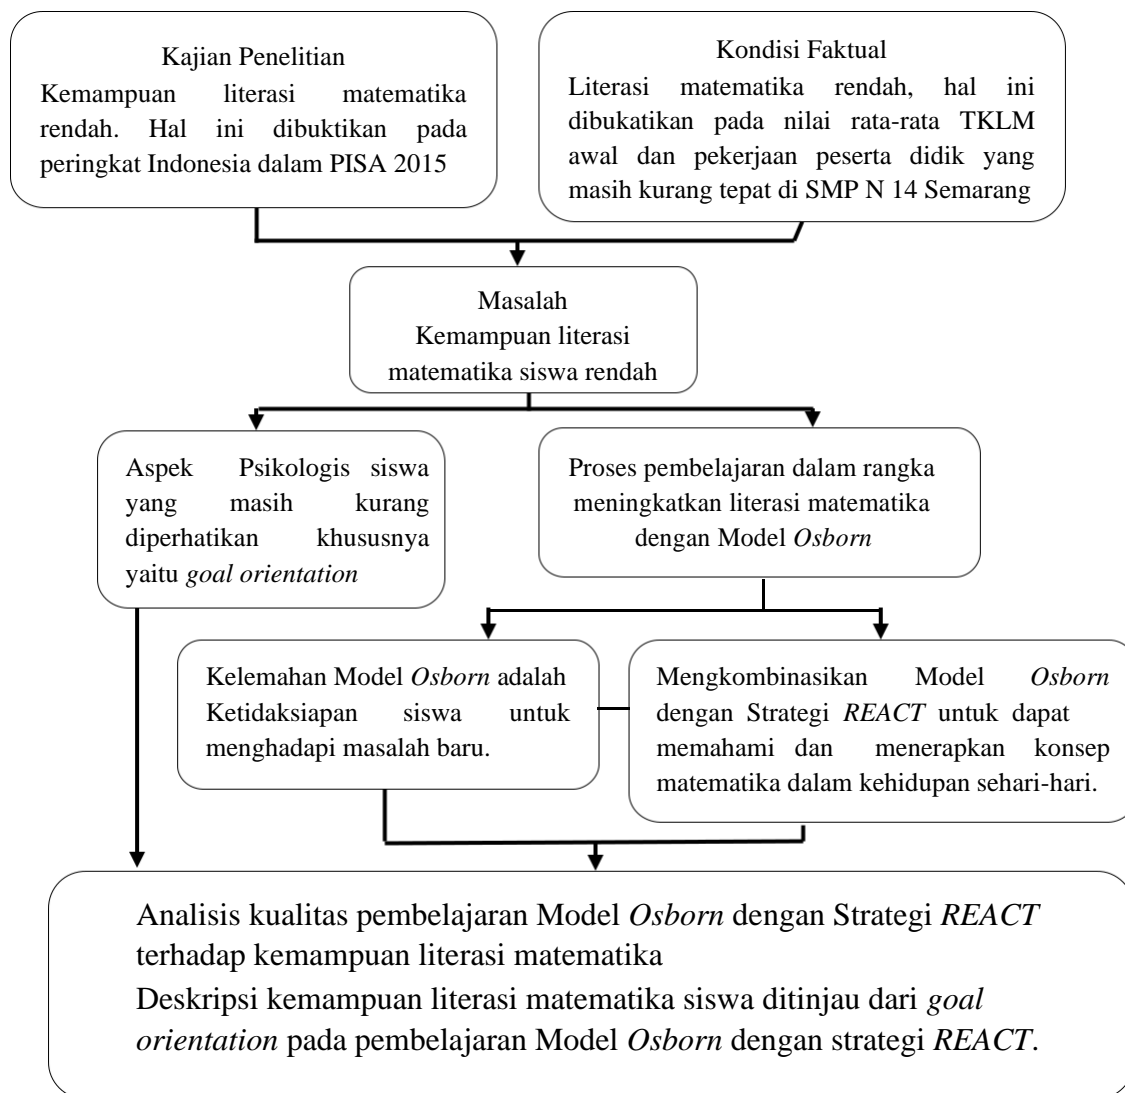 Kajian Penelitian
Kemampuan literasi matematika
rendah. Hal ini dibuktikan pada
peringkat Indonesia dalam PISA 2015
Kondisi Faktual
Literasi matematika rendah, hal ini
dibukatikan pada nilai rata-rata TKLM
awal dan pekerjaan peserta didik yang
masih kurang tepat di SMP N 14 Semarang
Masalah
Kemampuan literasi
matematika siswa rendah
Aspek Psikologis siswa
yang masih kurang
diperhatikan khususnya
yaitu goal orientation
Proses pembelajaran dalam rangka
meningkatkan literasi matematika
dengan Model Osborn
Kelemahan Model Osborn adalah
Ketidaksiapan siswa untuk
menghadapi masalah baru.
Mengkombinasikan Model Osborn
dengan Strategi REACT untuk dapat
memahami dan menerapkan konsep
matematika dalam kehidupan sehari-hari.
Analisis kualitas pembelajaran Model Osborn dengan Strategi REACT
terhadap kemampuan literasi matematika
Deskripsi kemampuan literasi matematika siswa ditinjau dari goal
orientation pada pembelajaran Model Osborn dengan strategi REACT.